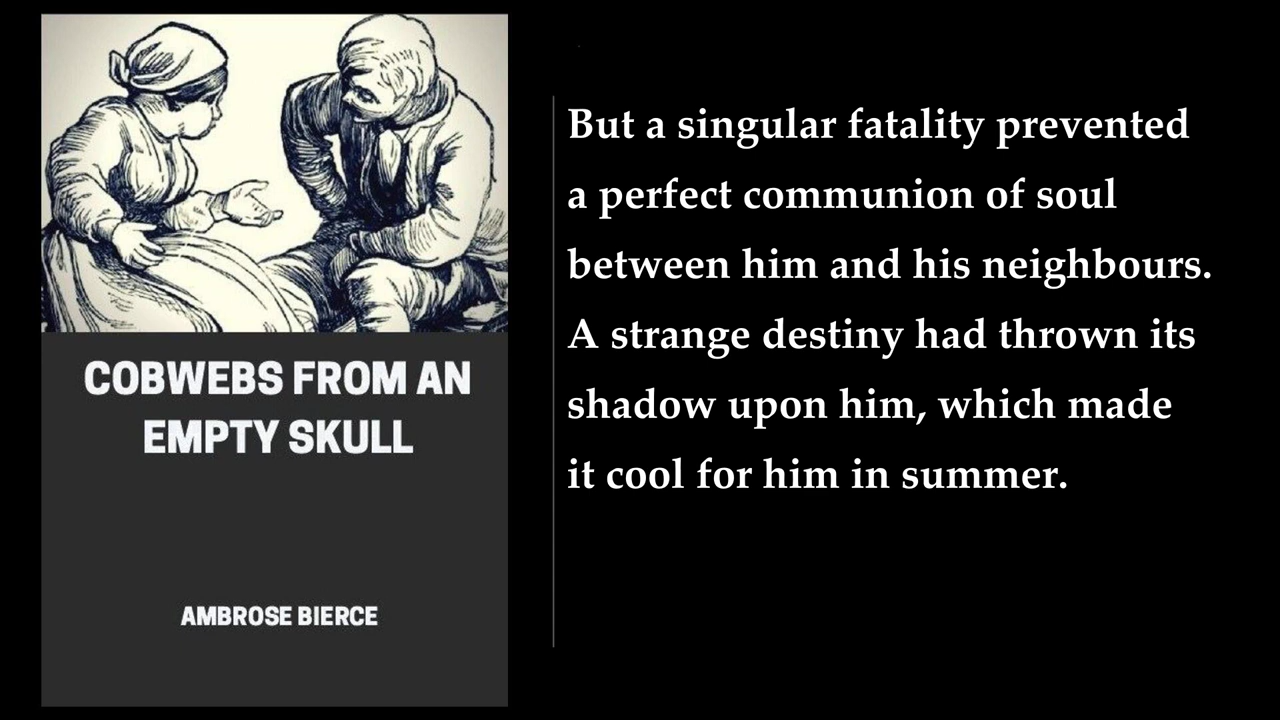 COBWEBS FROM AN
EMPTY SKULL
AMBROSE BIERCE
But a singular fatality prevented
a perfect communion of soul
between him and his neighbours.
A strange destiny had thrown its
shadow upon him, which made
it cool for him in summer.